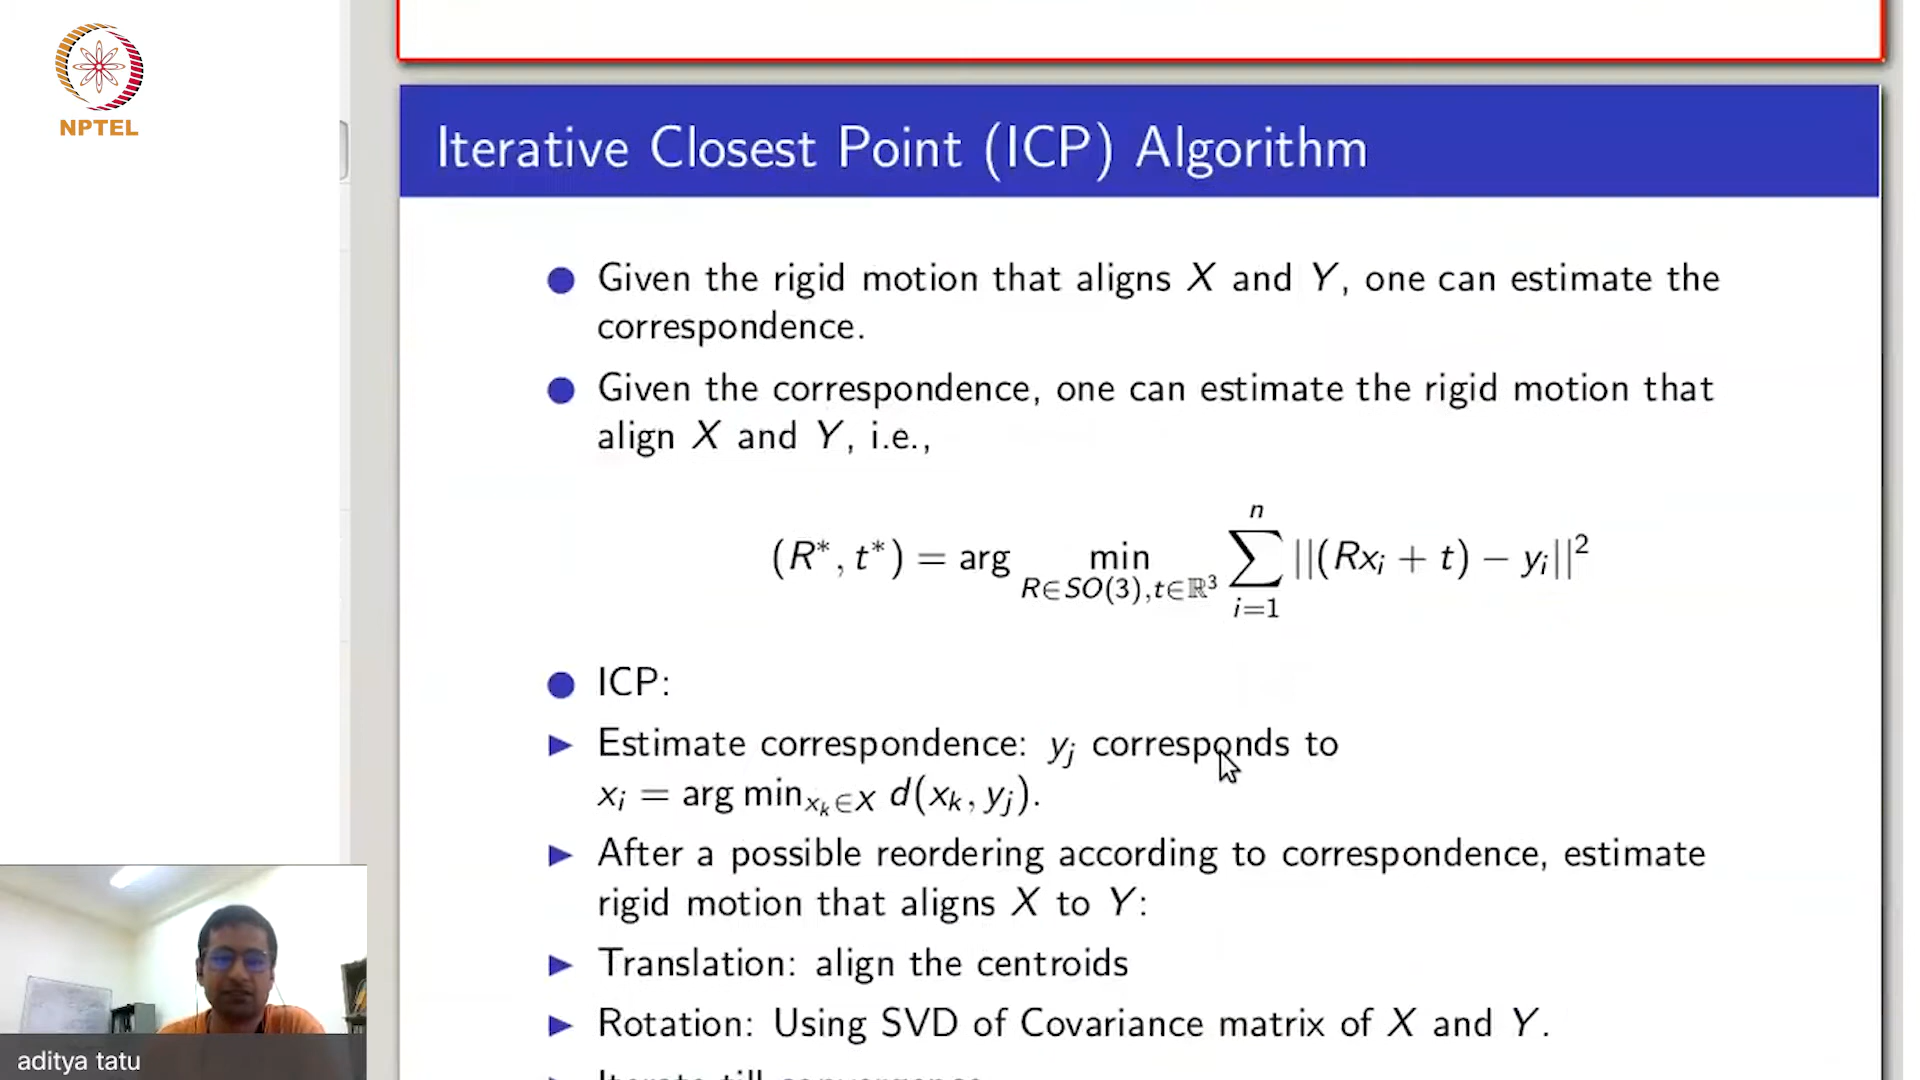 NPTEL
Iterative Closest Point (ICP) Algorithm
Given the rigid motion that aligns X and Y, one can estimate the
correspondence.
Given the correspondence, one can estimate the rigid motion that
align X and Y, i.e.,
(R*, t*) = arg min_{R∈SO(3),t∈ℝ³} ∑_{i=1}^{n} ||(Rx_i + t) − y_i||²
ICP:
Estimate correspondence: y_j corresponds to
x_i = arg min_{x_k∈X} d(x_k, y_j).
After a possible reordering according to correspondence, estimate
rigid motion that aligns X to Y:
Translation: align the centroids
Rotation: Using SVD of Covariance matrix of X and Y.
Iterate till convergence
aditya tatu